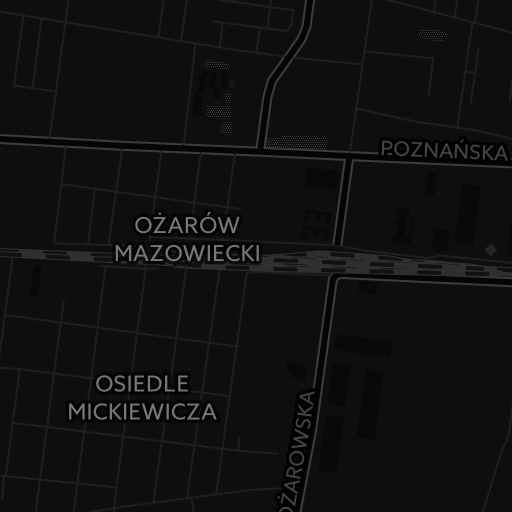 POZNAŃSKA
OŻARÓW
MAZOWIECKI
OSIEDLE
MICKIEWICZA
OŻAROWSKA